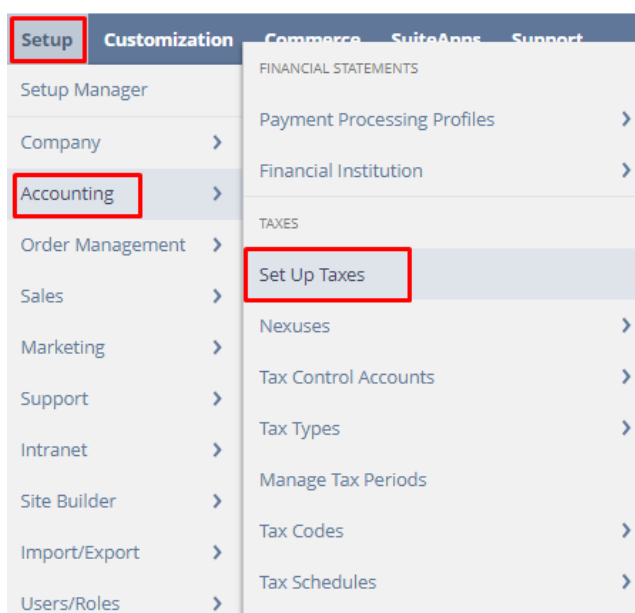 Setup Customization Commerce SuiteApps Support
Setup Manager
Company
Accounting
Order Management
Sales
Marketing
Support
Intranet
Site Builder
Import/Export
Users/Roles
FINANCIAL STATEMENTS
Payment Processing Profiles
Financial Institution
TAXES
Set Up Taxes
Nexuses
Tax Control Accounts
Tax Types
Manage Tax Periods
Tax Codes
Tax Schedules